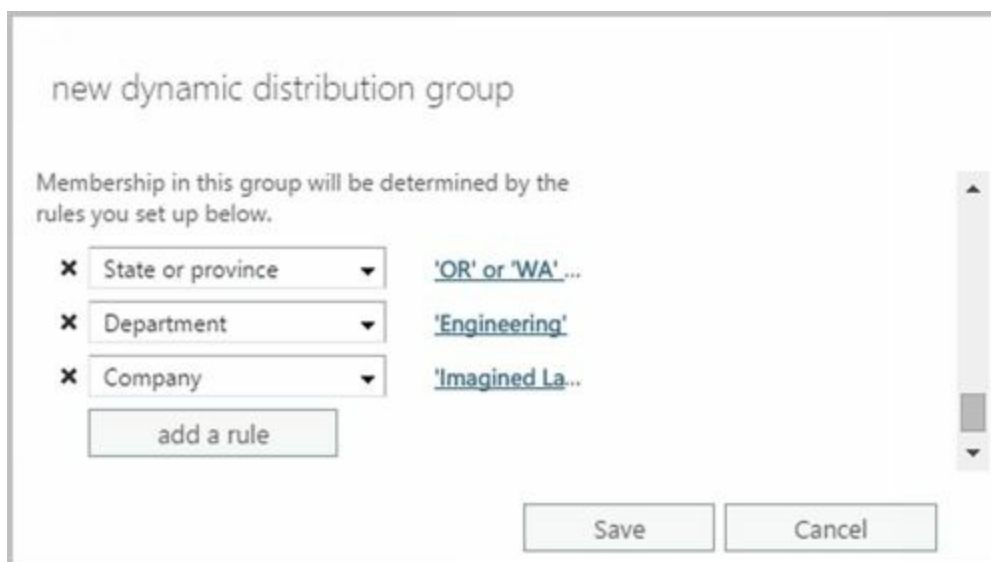 new dynamic distribution group
Membership in this group will be determined by the
rules you set up below.
✖ State or province 'OR' or 'WA' ...
✖ Department 'Engineering'
✖ Company 'Imagined La...
add a rule
Save Cancel